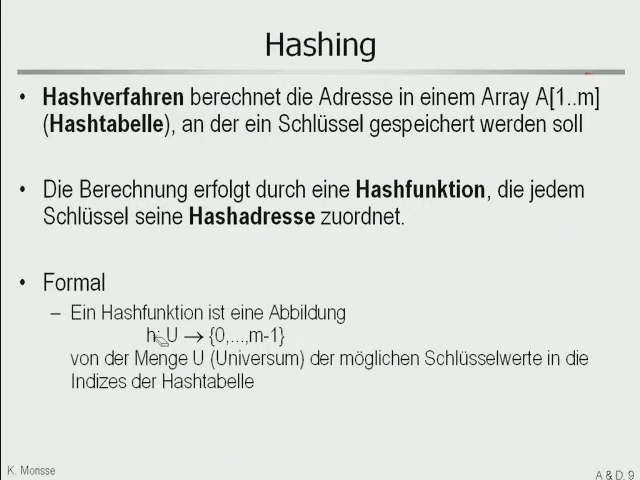 Hashing
• Hashverfahren berechnet die Adresse in einem Array A[1..m]
(Hashtabelle), an der ein Schlüssel gespeichert werden soll
• Die Berechnung erfolgt durch eine Hashfunktion, die jedem
Schlüssel seine Hashadresse zuordnet.
• Formal
– Ein Hashfunktion ist eine Abbildung
h: U → {0,...,m-1}
von der Menge U (Universum) der möglichen Schlüsselwerte in die
Indizes der Hashtabelle
K. Monsse
A & D, 9